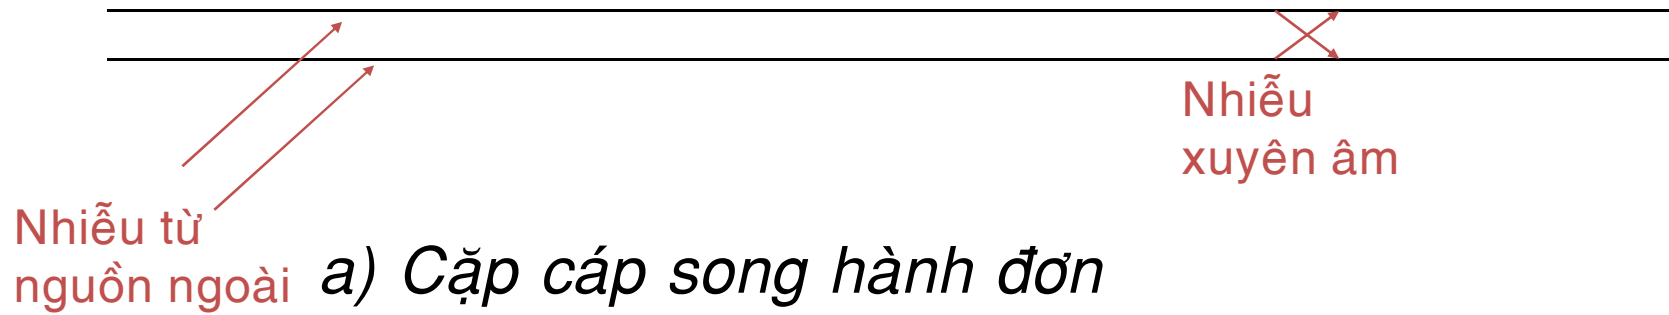 Nhiễu
xuyên âm
Nhiễu từ
nguồn ngoài
a) Cặp cáp song hành đơn